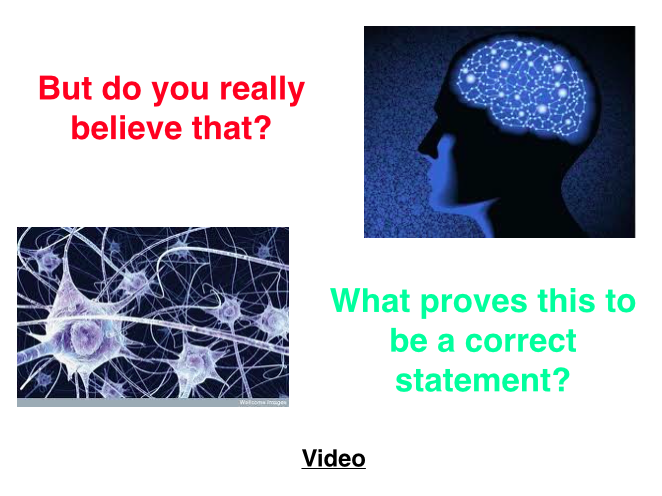 But do you really
believe that?
Wellcome Images
What proves this to
be a correct
statement?
Video